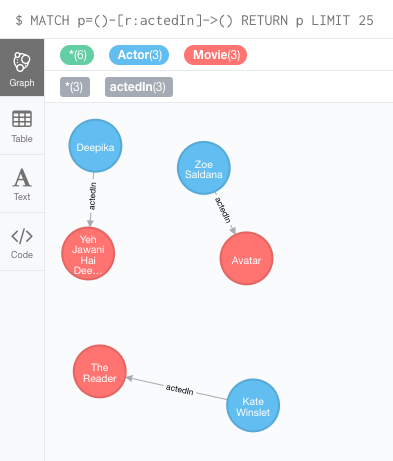 $ MATCH p=()-[r:actedIn]->() RETURN p LIMIT 25
*(6) Actor(3) Movie(3)
*(3) actedIn(3)
Graph
Table
Text
Code
Deepika
actedIn
Yeh
Jawani
Hai
Dee...
Zoe
Saldana
actedIn
Avatar
The
Reader
actedIn
Kate
Winslet